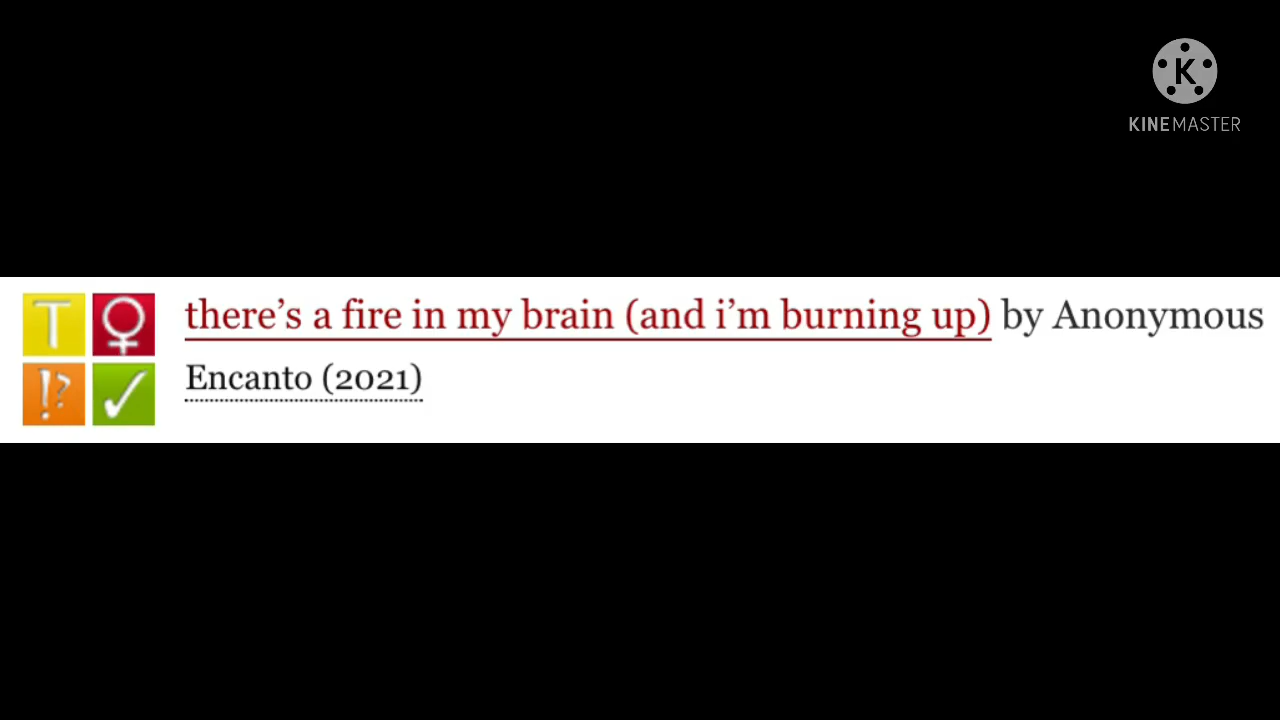 K
KINEMASTER
T
there's a fire in my brain (and i'm burning up) by Anonymous
!?
Encanto (2021)